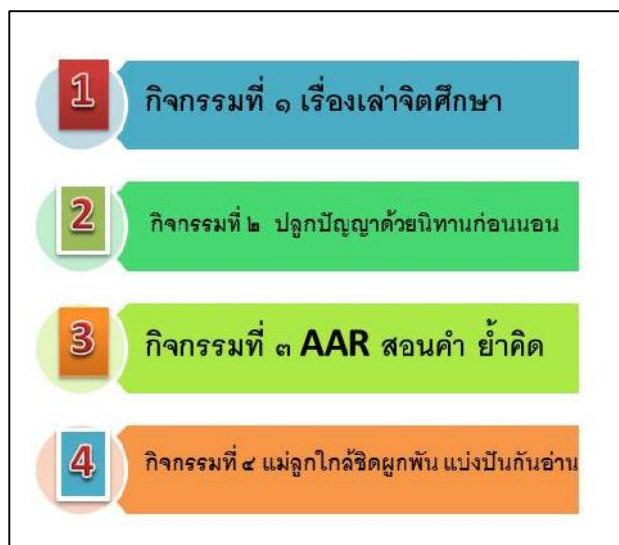 1
กิจกรรมที่ ๑ เรื่องเล่าจิตศึกษา
2
กิจกรรมที่ ๒ ปลูกปัญญาด้วยนิทานก่อนนอน
3
กิจกรรมที่ ๓ AAR สอนคำ ย้ำคิด
4
กิจกรรมที่ ๔ แม่ลูกใกล้ชิดผูกพัน แบ่งปันกันอ่าน